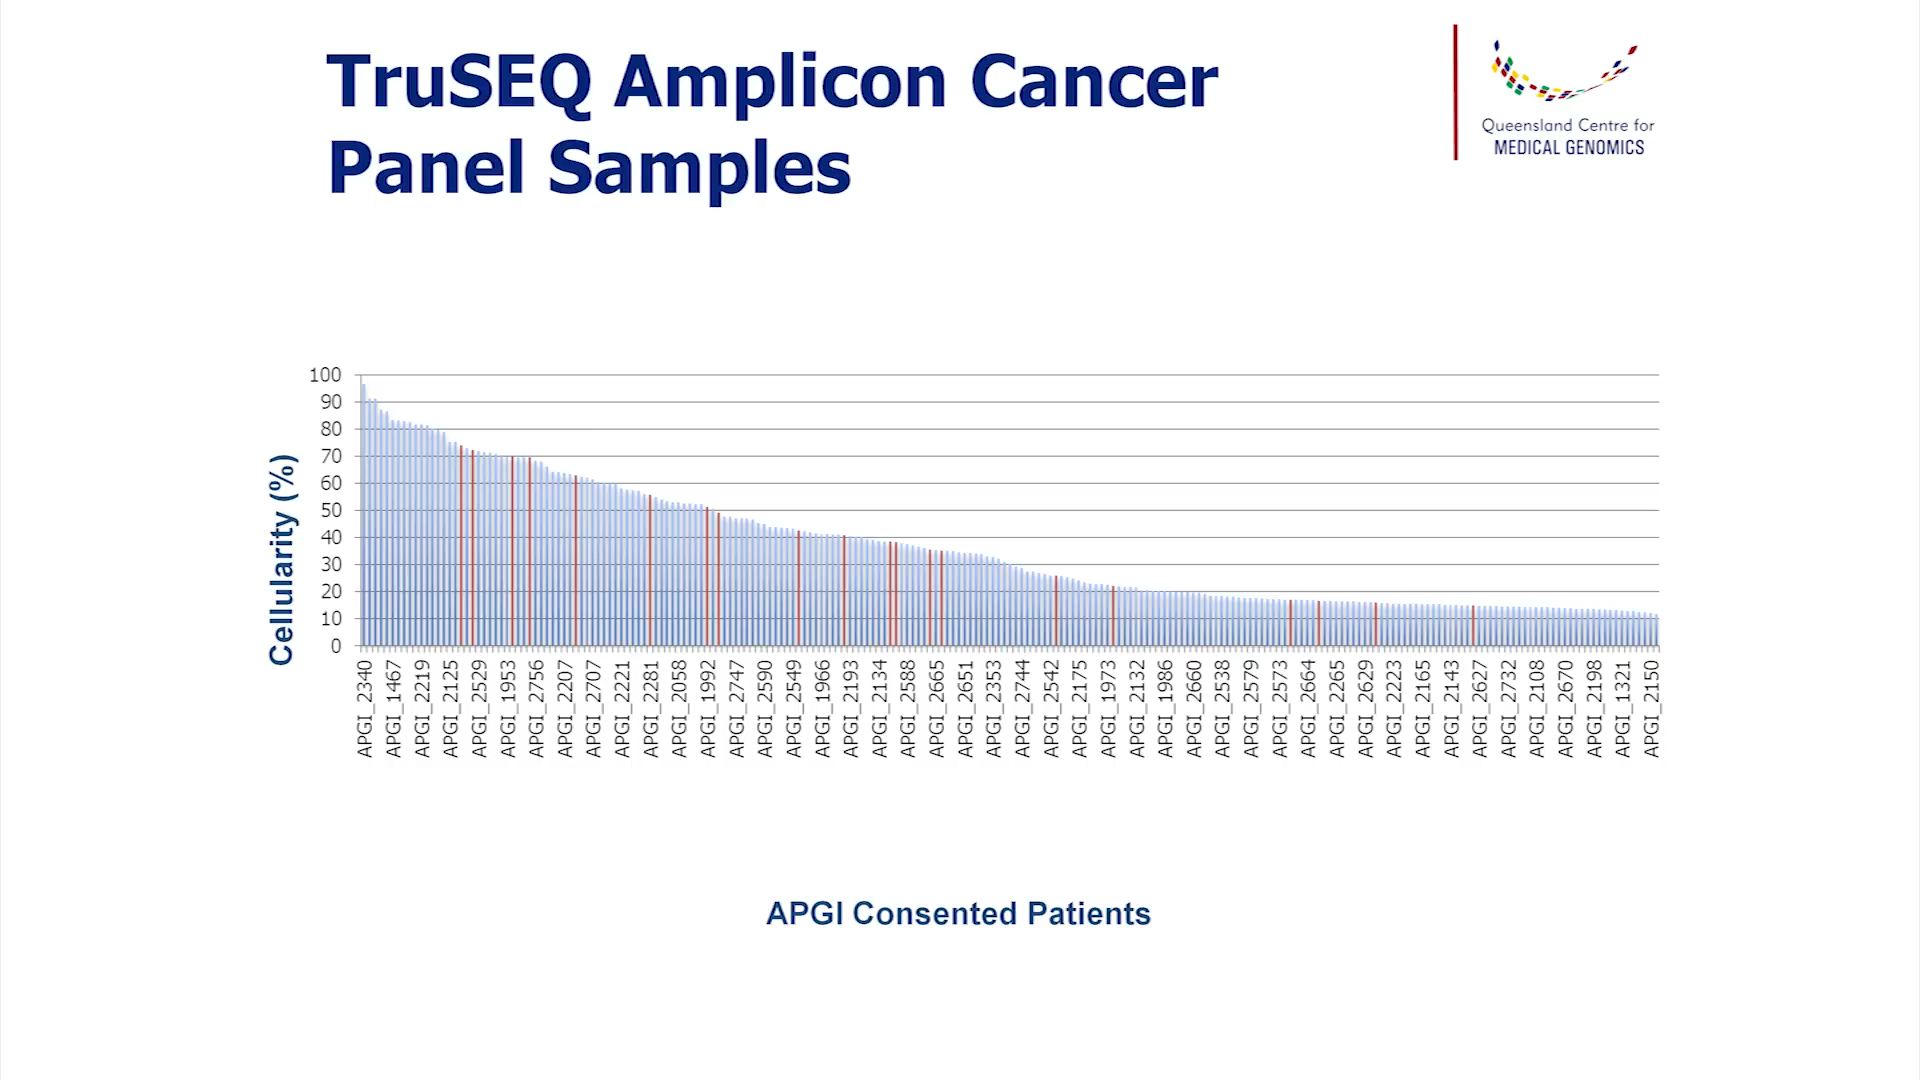 TruSEQ Amplicon Cancer
Panel Samples
Queensland Centre for
MEDICAL GENOMICS
Cellularity (%)
100
90
80
70
60
50
40
30
20
10
0
APGI_2340
APGI_1467
APGI_2219
APGI_2125
APGI_2529
APGI_1953
APGI_2756
APGI_2207
APGI_2707
APGI_2221
APGI_2281
APGI_2058
APGI_1992
APGI_2747
APGI_2590
APGI_2549
APGI_1966
APGI_2193
APGI_2134
APGI_2588
APGI_2665
APGI_2651
APGI_2353
APGI_2744
APGI_2542
APGI_2175
APGI_1973
APGI_2132
APGI_1986
APGI_2660
APGI_2538
APGI_2579
APGI_2573
APGI_2664
APGI_2265
APGI_2629
APGI_2223
APGI_2165
APGI_2143
APGI_2627
APGI_2732
APGI_2108
APGI_2670
APGI_2198
APGI_1321
APGI_2150
APGI Consented Patients